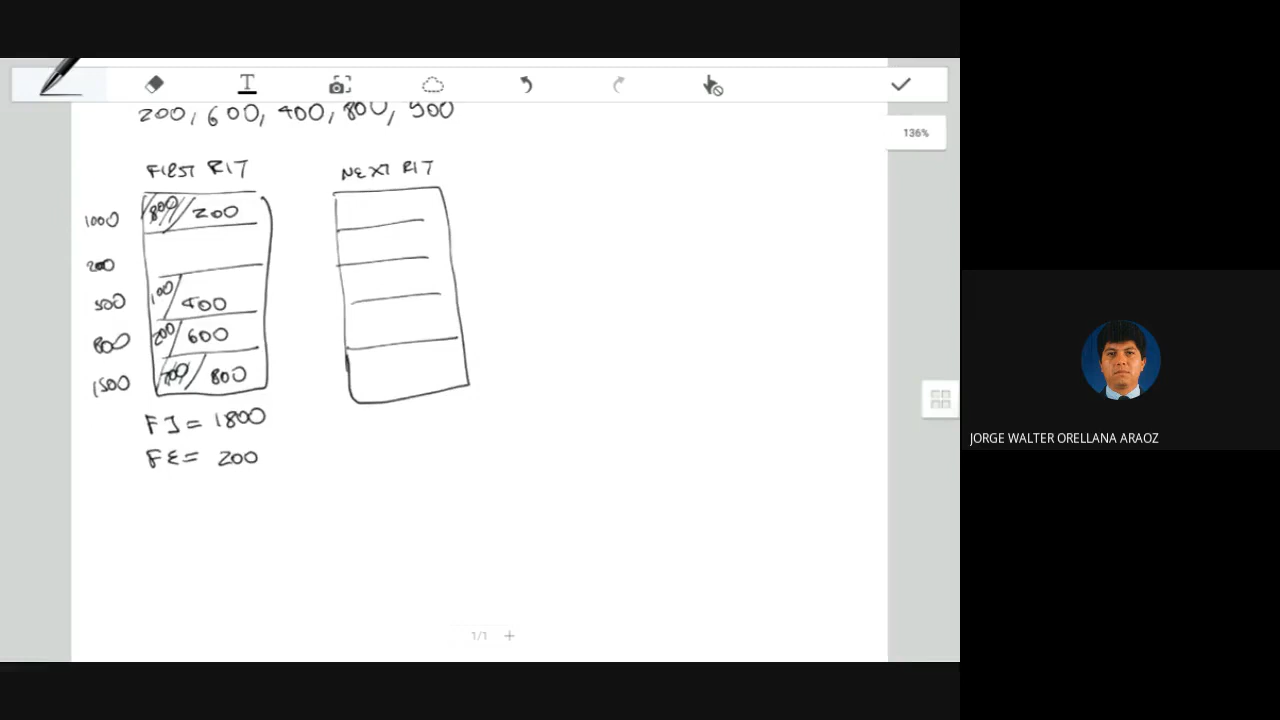 T
200, 600, 400, 800, 500
136%
FIRST FIT
NEXT FIT
1000 800 200
200
500 100 400
800 200 600
1500 700 800
FI = 1800
FE = 200
JORGE WALTER ORELLANA ARAOZ
1/1 +